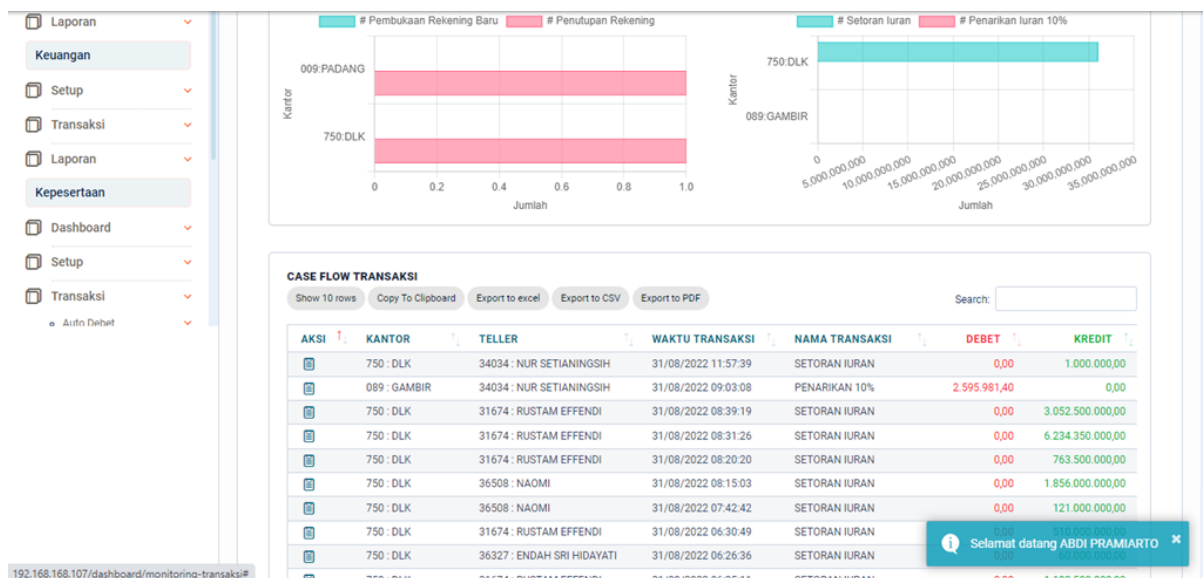 Laporan
Keuangan
Setup
Transaksi
Laporan
Kepesertaan
Dashboard
Setup
Transaksi
Auto Debet
# Pembukaan Rekening Baru # Penutupan Rekening
Kantor
009:PADANG
750:DLK
0 0.2 0.4 0.6 0.8 1.0
Jumlah
# Setoran Iuran # Penarikan Iuran 10%
Kantor
750:DLK
089:GAMBIR
0 5,000,000,000 10,000,000,000 15,000,000,000 20,000,000,000 25,000,000,000 30,000,000,000 35,000,000,000
Jumlah
CASE FLOW TRANSAKSI
Show 10 rows Copy To Clipboard Export to excel Export to CSV Export to PDF Search:
AKSI KANTOR TELLER WAKTU TRANSAKSI NAMA TRANSAKSI DEBET KREDIT
750 : DLK 34034 : NUR SETIANINGSIH 31/08/2022 11:57:39 SETORAN IURAN 0,00 1.000.000,00
089 : GAMBIR 34034 : NUR SETIANINGSIH 31/08/2022 09:03:08 PENARIKAN 10% 2.595.981,40 0,00
750 : DLK 31674 : RUSTAM EFFENDI 31/08/2022 08:39:19 SETORAN IURAN 0,00 3.052.500.000,00
750 : DLK 31674 : RUSTAM EFFENDI 31/08/2022 08:31:26 SETORAN IURAN 0,00 6.234.350.000,00
750 : DLK 31674 : RUSTAM EFFENDI 31/08/2022 08:20:20 SETORAN IURAN 0,00 763.500.000,00
750 : DLK 36508 : NAOMI 31/08/2022 08:15:03 SETORAN IURAN 0,00 1.856.000.000,00
750 : DLK 36508 : NAOMI 31/08/2022 07:42:42 SETORAN IURAN 0,00 121.000.000,00
750 : DLK 31674 : RUSTAM EFFENDI 31/08/2022 06:30:49 SETORAN IURAN
750 : DLK 36327 : ENDAH SRI HIDAYATI 31/08/2022 06:26:36 SETORAN IURAN
Selamat datang ABDI PRAMIARTO
192.168.168.107/dashboard/monitoring-transaksi#